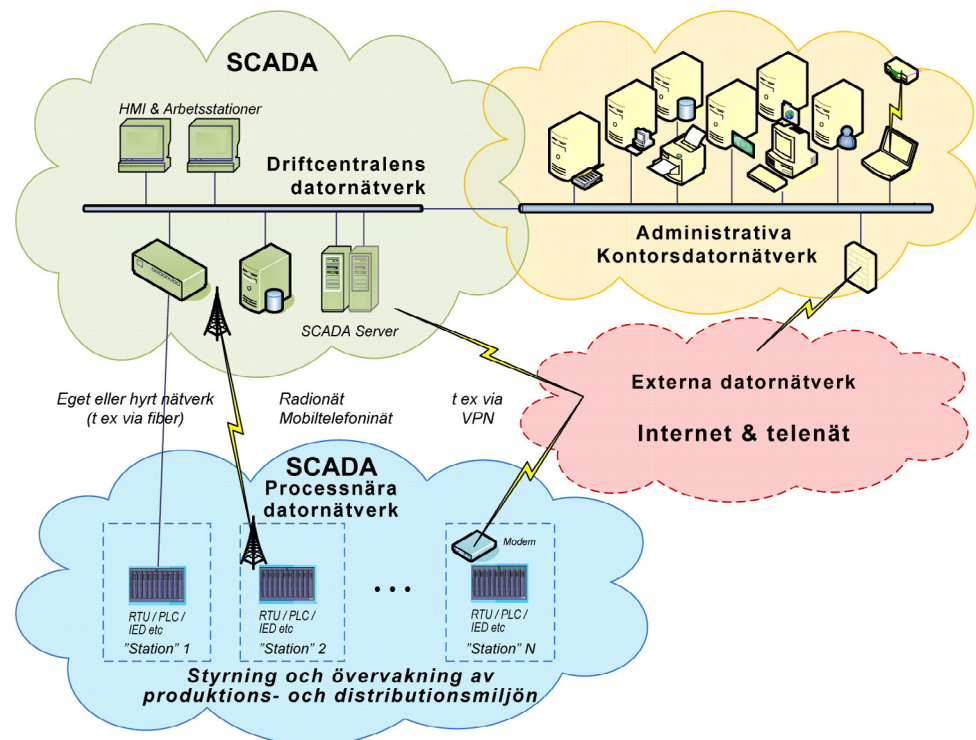 SCADA
HMI & Arbetsstationer
Driftcentralens
datornätverk
SCADA Server
Administrativa
Kontorsdatornätverk
Externa datornätverk
Internet & telenät
Eget eller hyrt nätverk
(t ex via fiber)
Radionät
Mobiltelefoninät
t ex via
VPN
SCADA
Processnära
datornätverk
Modem
RTU / PLC /
IED etc
"Station" 1
RTU / PLC /
IED etc
"Station" 2
• • •
RTU / PLC /
IED etc
"Station" N
Styrning och övervakning av
produktions- och distributionsmiljön